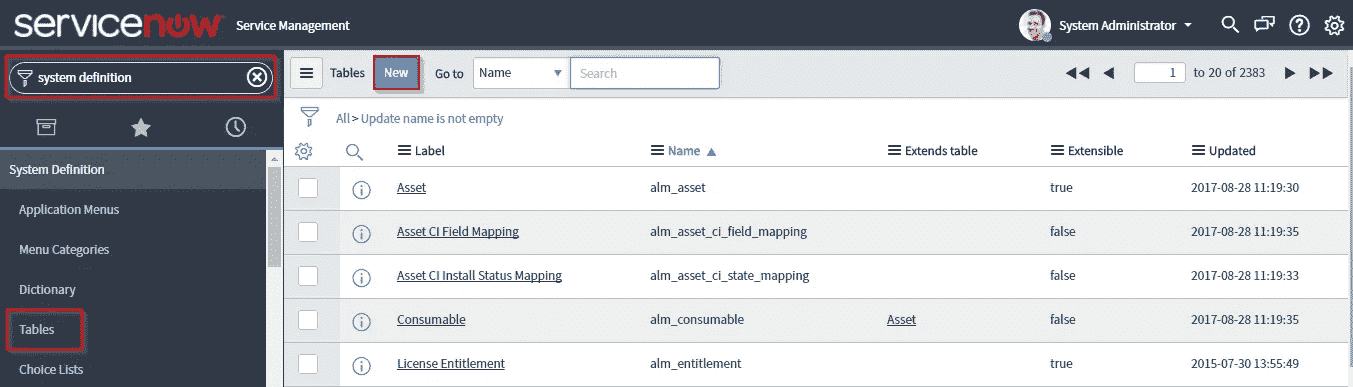 servicenow Service Management System Administrator
system definition
Tables New Go to Name Search 1 to 20 of 2383
All > Update name is not empty
Label Name Extends table Extensible Updated
System Definition
Asset alm_asset true 2017-08-28 11:19:30
Application Menus
Asset CI Field Mapping alm_asset_ci_field_mapping false 2017-08-28 11:19:35
Menu Categories
Asset CI Install Status Mapping alm_asset_ci_state_mapping false 2017-08-28 11:19:33
Dictionary
Consumable alm_consumable Asset false 2017-08-28 11:19:35
Tables
License Entitlement alm_entitlement true 2015-07-30 13:55:49
Choice Lists